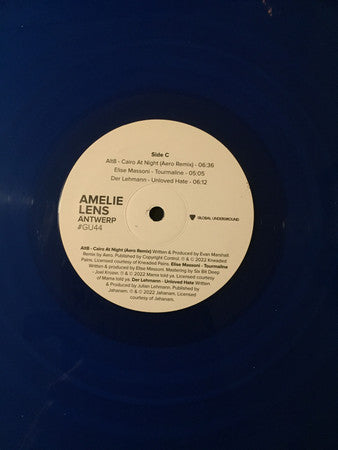 Side C
Alt8 - Cairo At Night (Aero Remix) - 06:36
Elise Massoni - Tourmaline - 05:05
Der Lehmann - Unloved Hate - 06:12
AMELIE
LENS
ANTWERP
#GU44
GLOBAL UNDERGROUND
Alt8 - Cairo At Night (Aero Remix) Written & Produced by Evan Marshall
Remix by Aero. Published by Copyright Control. ℗ & © 2022 Kneaded
Pains. Licensed courtesy of Kneaded Pains. Elise Massoni - Tourmaline
Written & produced by Elise Massoni. Mastering by Six Bit Deep
- Joel Krozer. ℗ & © 2022 Mama told ya. Licensed courtesy
of Mama told ya. Der Lehmann - Unloved Hate Written
& Produced by Julian Lehmann. Published by
Jahanam. ℗ & © 2022 Jahanam. Licensed
courtesy of Jahanam.